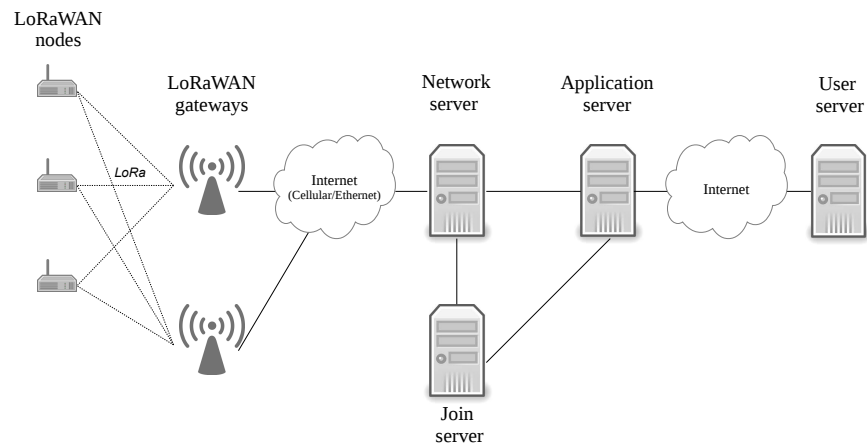 LoRaWAN
nodes
LoRaWAN
gateways
Network
server
Application
server
User
server
LoRa
Internet
(Cellular/Ethernet)
Internet
Join
server